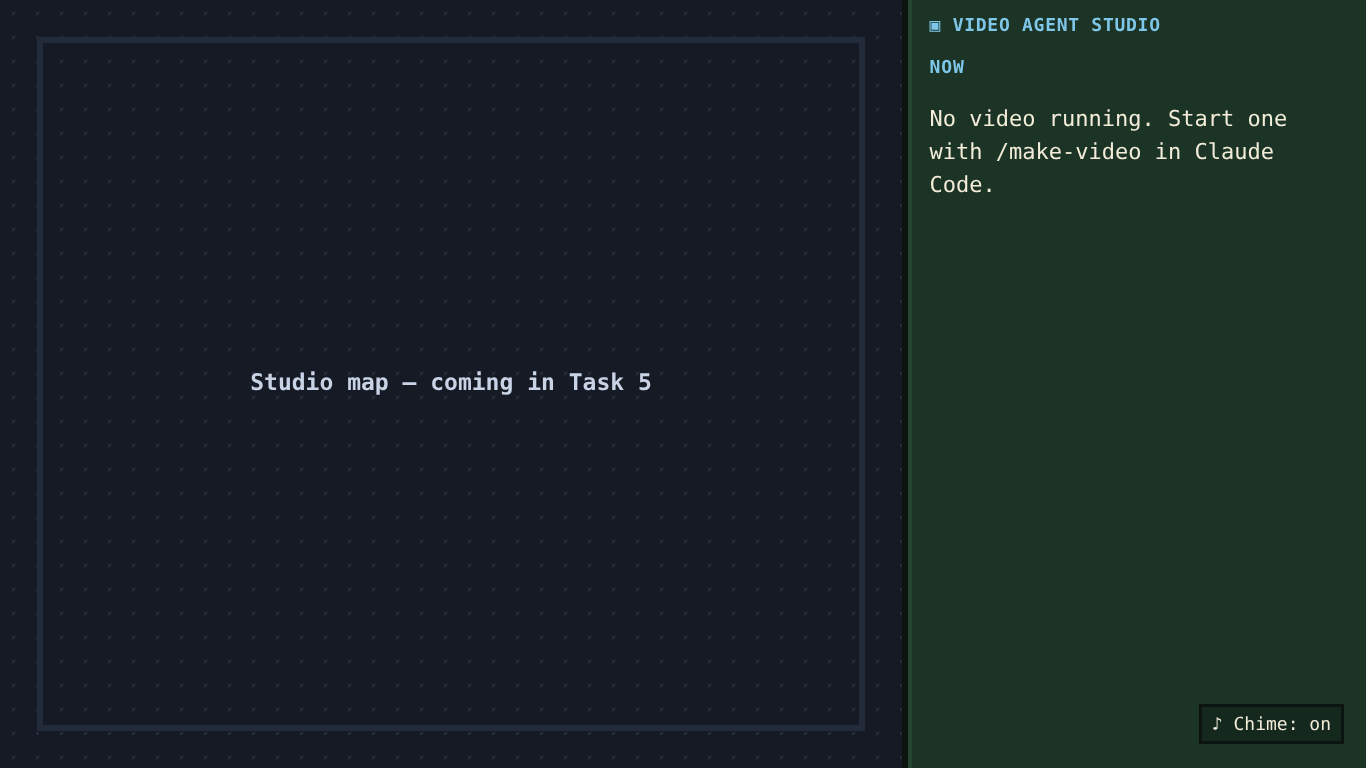 Studio map — coming in Task 5
▣ VIDEO AGENT STUDIO
NOW
No video running. Start one
with /make-video in Claude
Code.
♪ Chime: on